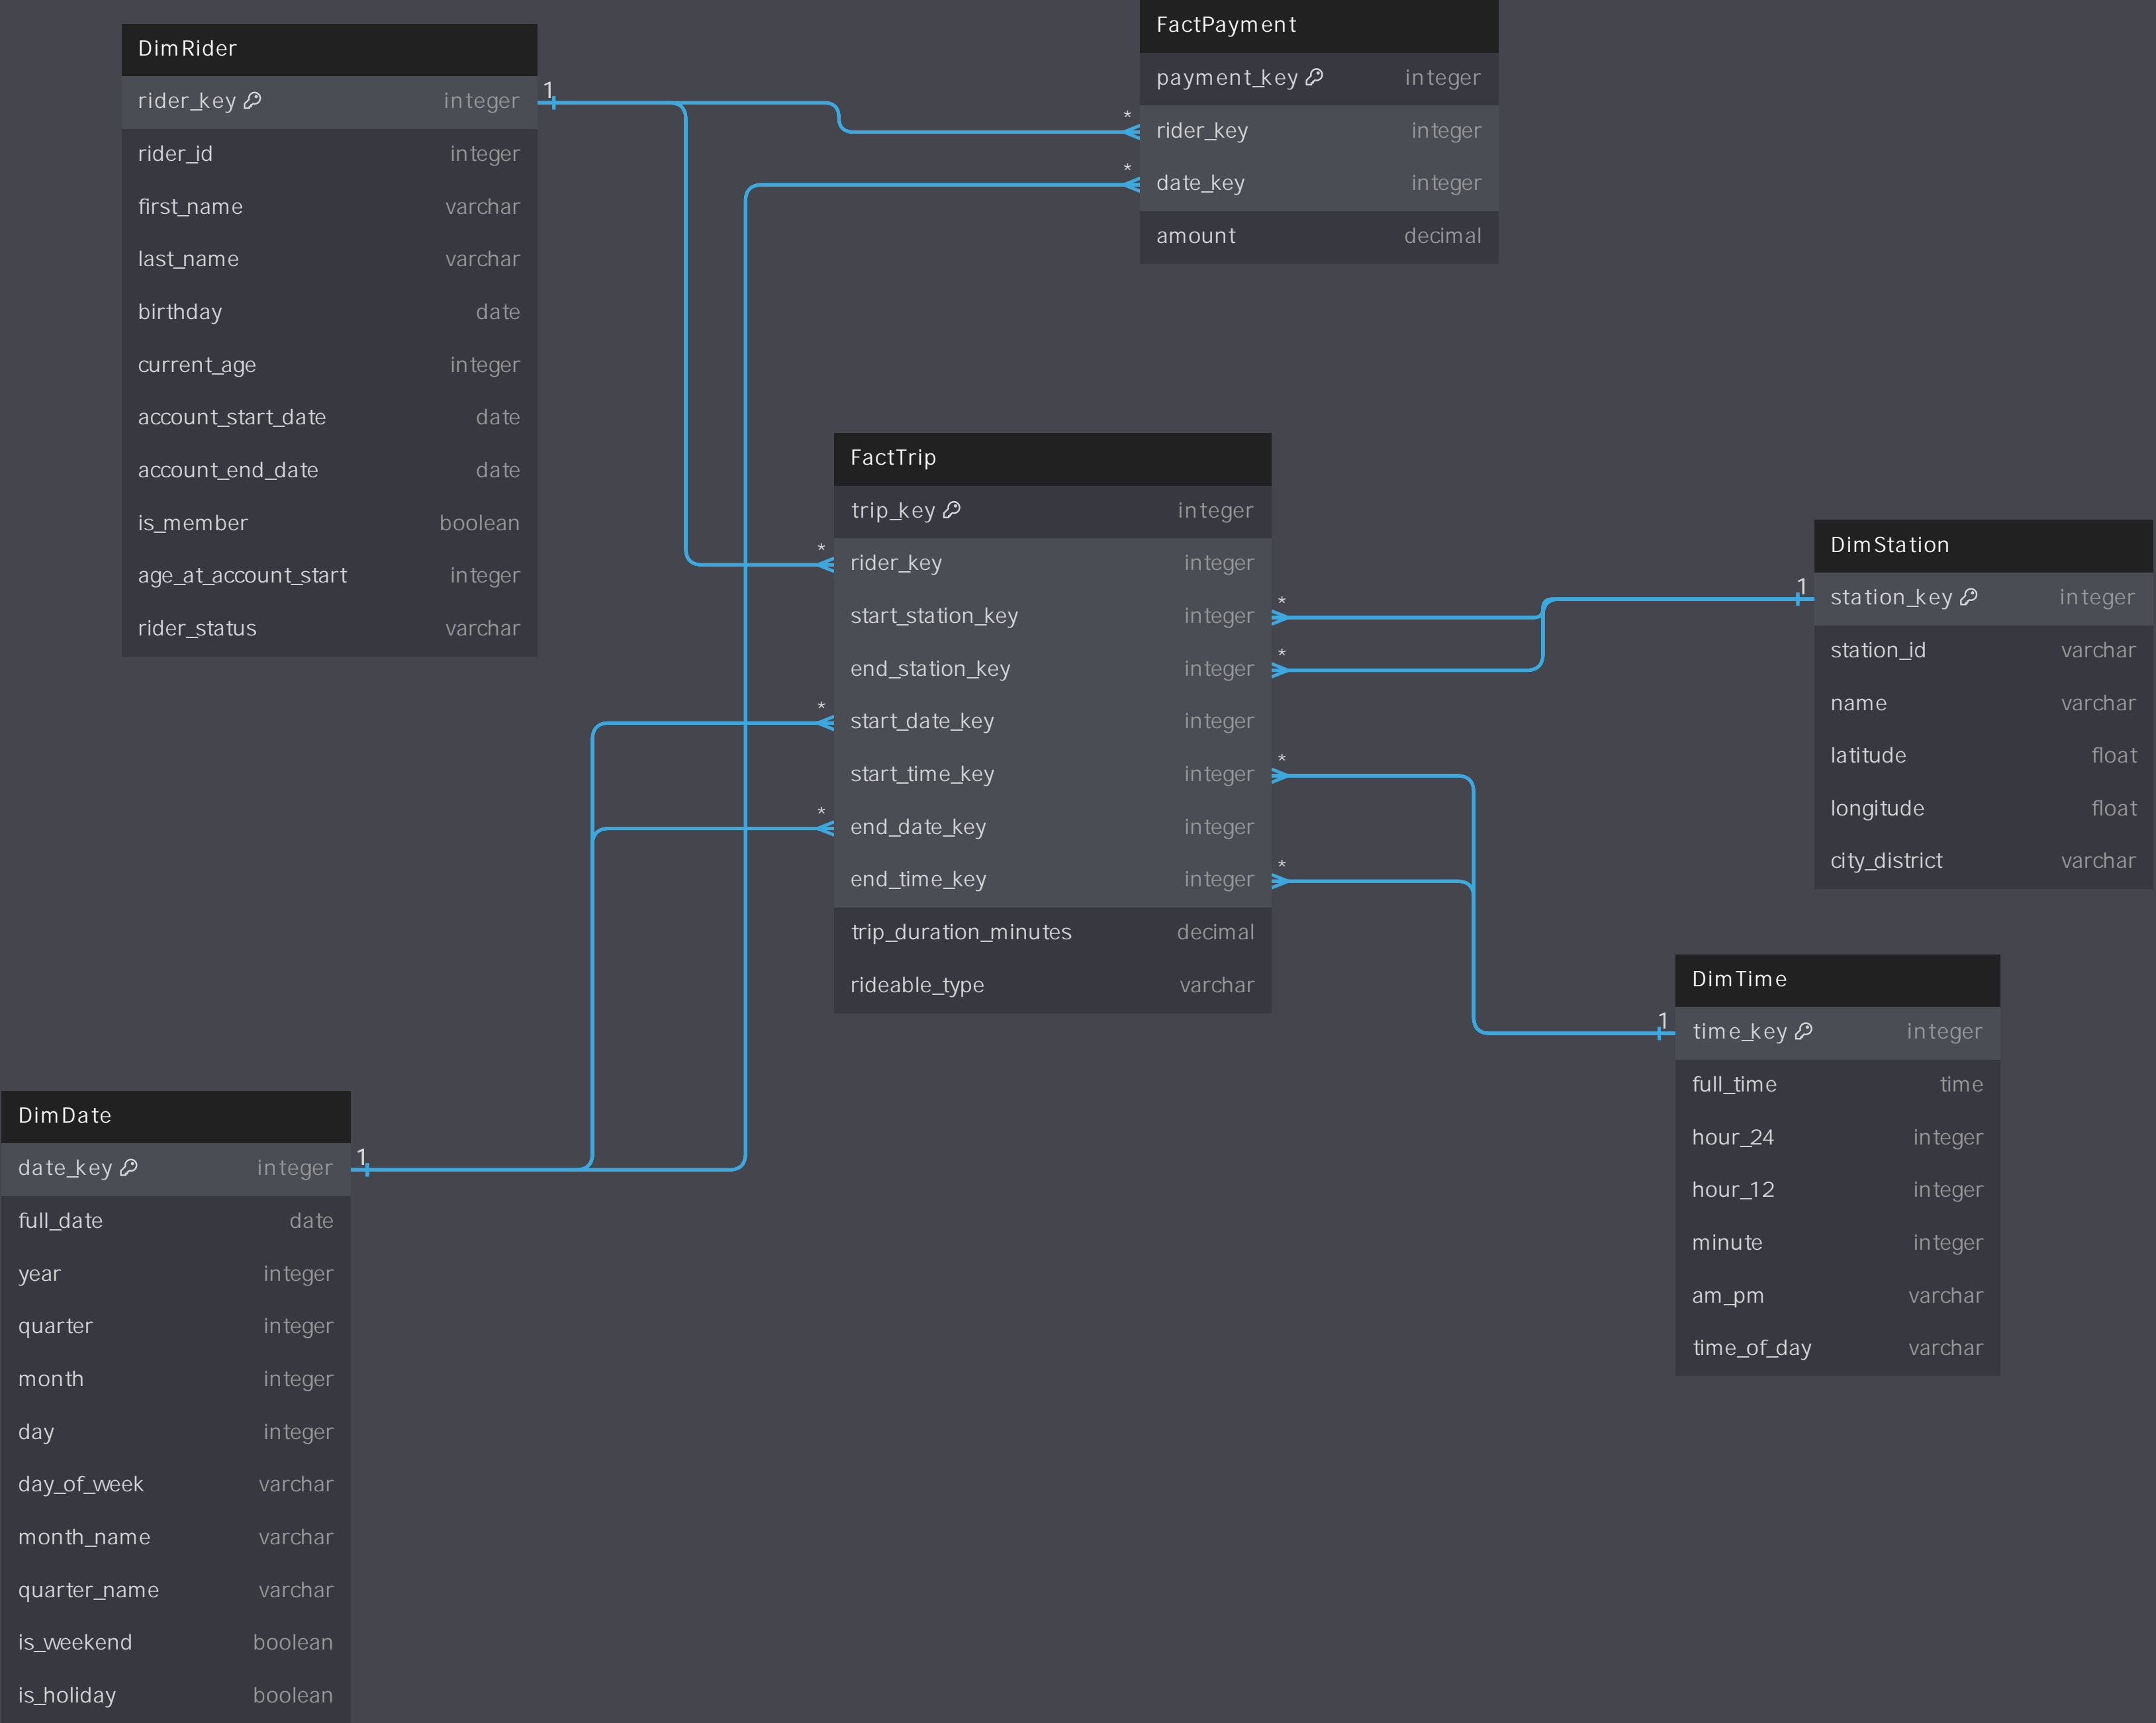 DimRider
rider_key integer
rider_id integer
first_name varchar
last_name varchar
birthday date
current_age integer
account_start_date date
account_end_date date
is_member boolean
age_at_account_start integer
rider_status varchar
1
FactPayment
payment_key integer
* rider_key integer
* date_key integer
amount decimal
FactTrip
trip_key integer
* rider_key integer
start_station_key integer *
end_station_key integer *
* start_date_key integer
start_time_key integer *
* end_date_key integer
end_time_key integer *
trip_duration_minutes decimal
rideable_type varchar
DimStation
1 station_key integer
station_id varchar
name varchar
latitude float
longitude float
city_district varchar
DimTime
1 time_key integer
full_time time
hour_24 integer
hour_12 integer
minute integer
am_pm varchar
time_of_day varchar
DimDate
date_key integer 1
full_date date
year integer
quarter integer
month integer
day integer
day_of_week varchar
month_name varchar
quarter_name varchar
is_weekend boolean
is_holiday boolean